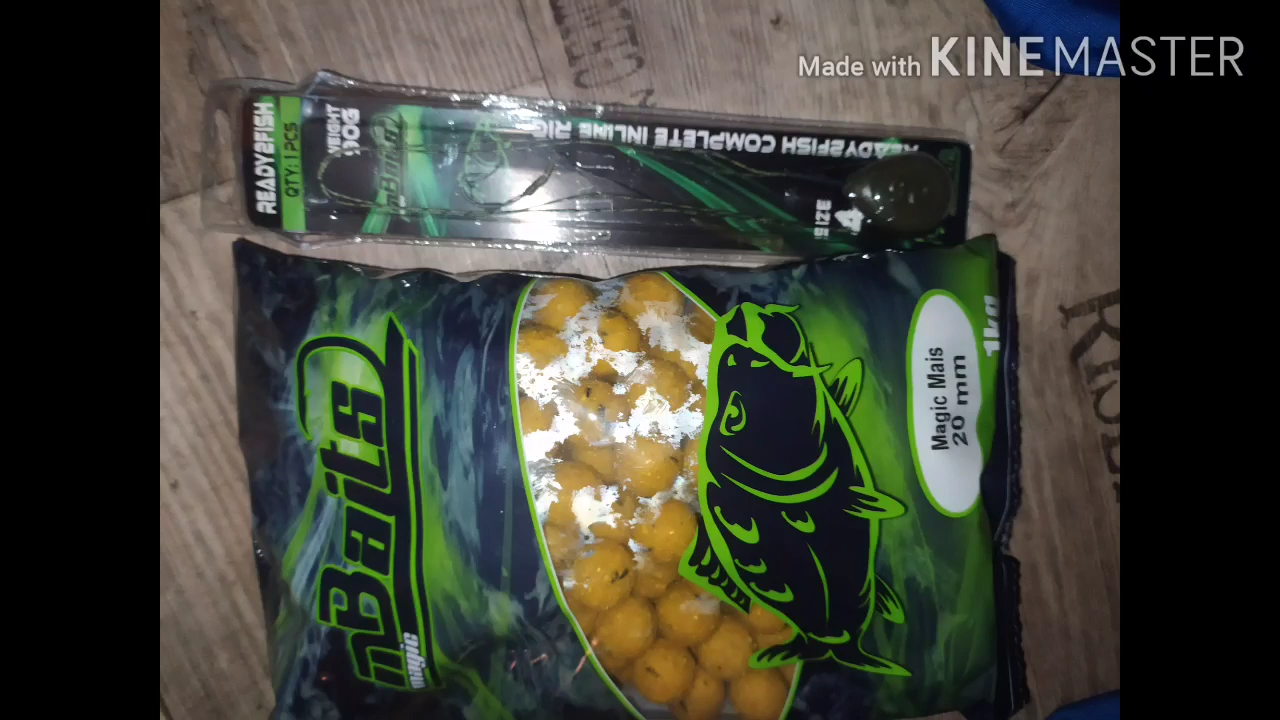 Made with KINEMASTER
READY2FISH
QTY: 1 PCS
WEIGHT
90G
READY2FISH COMPLETE INLINE RIG
SIZE
4
inBaits
magic
1KG
Magic Mais
20 mm